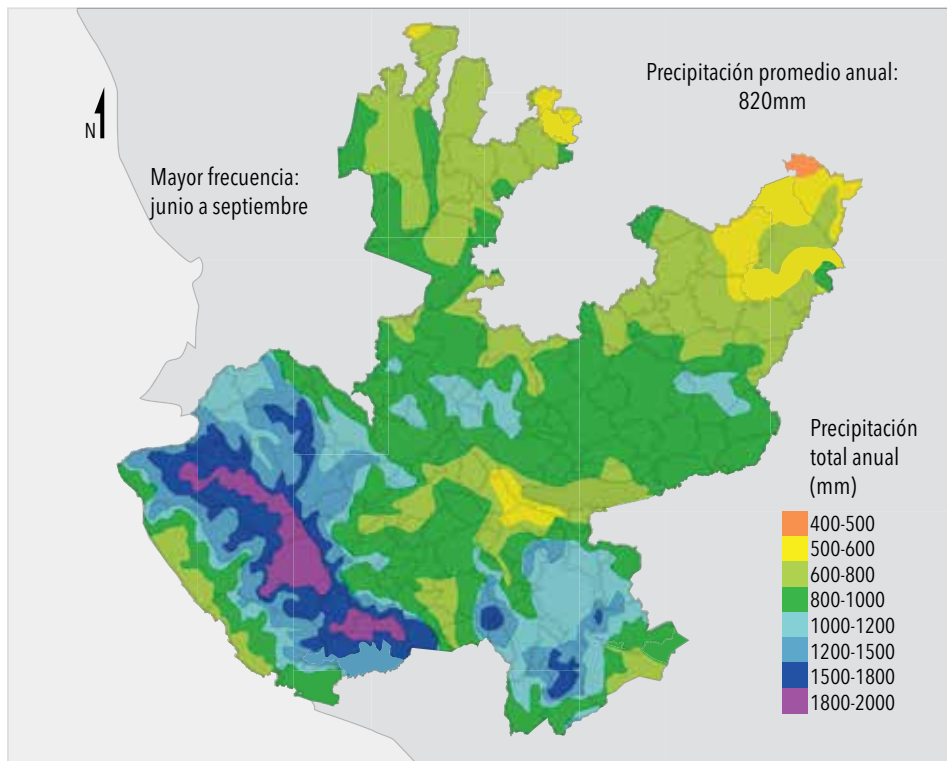 Precipitación promedio anual:
820mm
N
Mayor frecuencia:
junio a septiembre
Precipitación
total anual
(mm)
400-500
500-600
600-800
800-1000
1000-1200
1200-1500
1500-1800
1800-2000